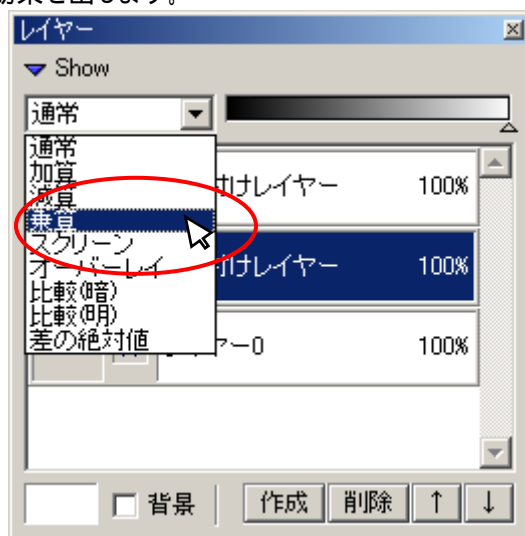 効果を出します。
レイヤー
Show
通常
通常
加算
減算
乗算
スクリーン
オーバーレイ
比較(暗)
比較(明)
差の絶対値
付けレイヤー 100%
付けレイヤー 100%
ー0 100%
背景 作成 削除 ↑ ↓